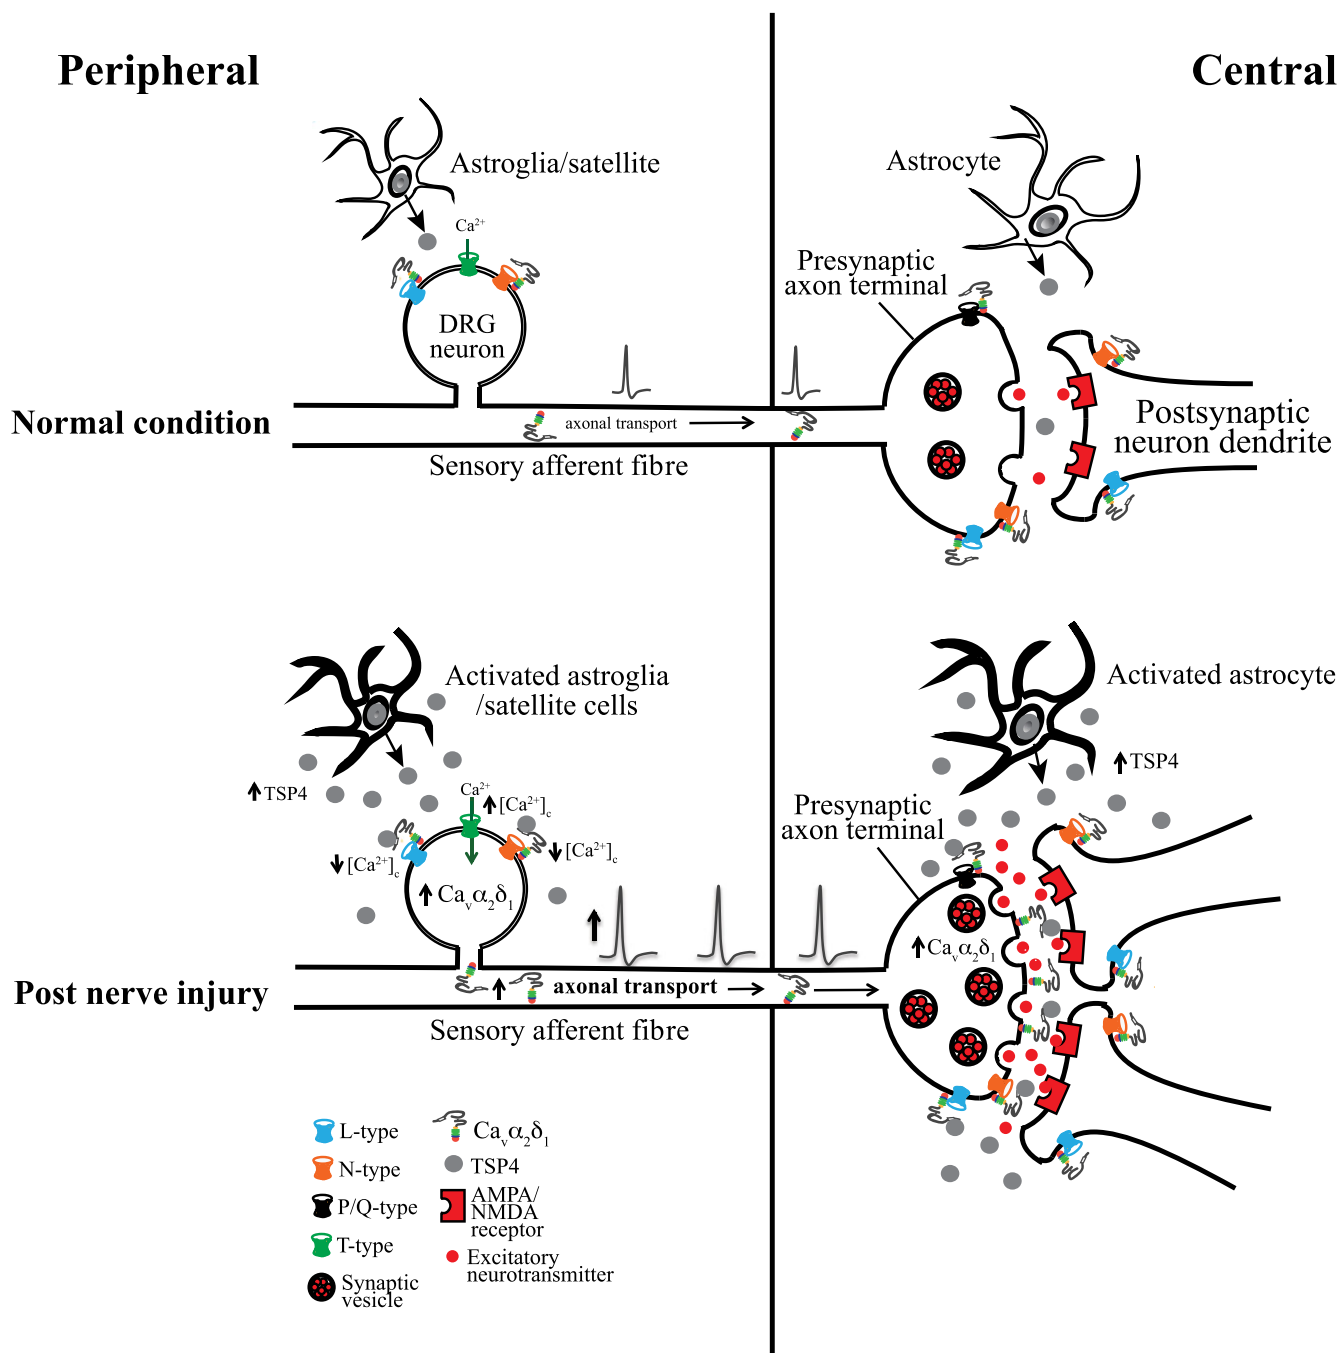 Peripheral
Central
Astroglia/satellite
Astrocyte
Ca²⁺
Presynaptic
axon terminal
DRG
neuron
Normal condition
axonal transport
Postsynaptic
neuron dendrite
Sensory afferent fibre
Activated astroglia
/satellite cells
Activated astrocyte
TSP4
TSP4
Ca²⁺
[Ca²⁺]c
Presynaptic
axon terminal
[Ca²⁺]c
[Ca²⁺]c
Caᵥα₂δ₁
Caᵥα₂δ₁
Post nerve injury
axonal transport
Sensory afferent fibre
L-type
N-type
P/Q-type
T-type
Synaptic
vesicle
Caᵥα₂δ₁
TSP4
AMPA/
NMDA
receptor
Excitatory
neurotransmitter